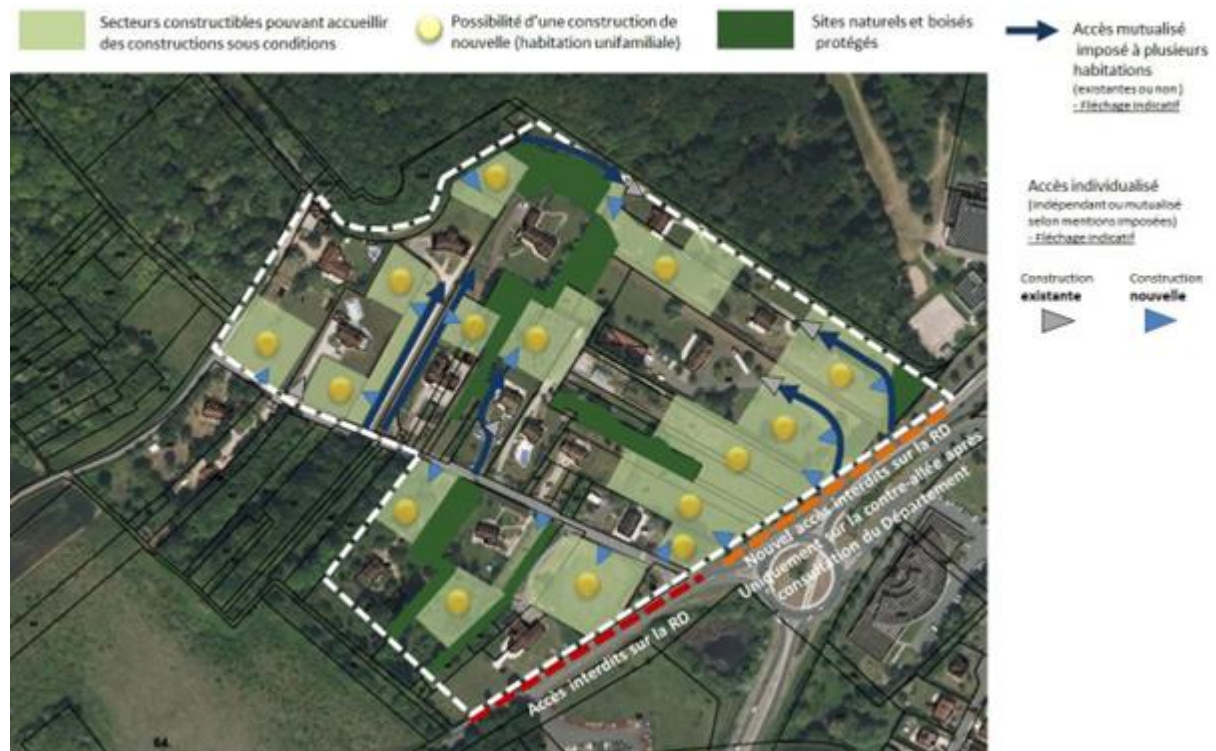 Secteurs constructibles pouvant accueillir
des constructions sous conditions
Possibilité d'une construction de
nouvelle (habitation unifamiliale)
Sites naturels et boisés
protégés
Accès mutualisé
imposé à plusieurs
habitations
(existantes ou non)
- Fléchage indicatif
Accès individualisé
(indépendant ou mutualisé
selon mentions imposées)
- Fléchage indicatif
Construction
existante
Construction
nouvelle
Nouvel accès interdits sur la RD
Uniquement sur la contre-allée après
consultation du Département
Accès interdits sur la RD
64